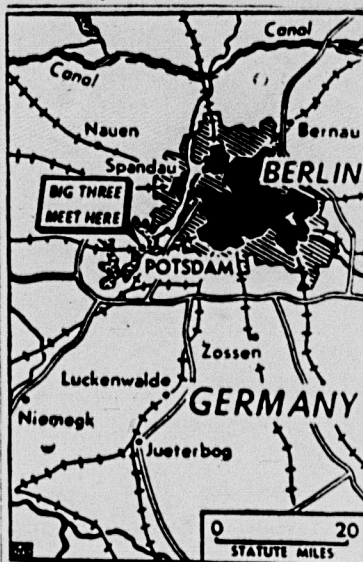 Canal
Canal
Nauen
Bernau
Spandau
BERLIN
BIG THREE
MEET HERE
POTSDAM
Zossen
Luckenwalde
GERMANY
Niemegk
Jueterbog
0 20
STATUTE MILES